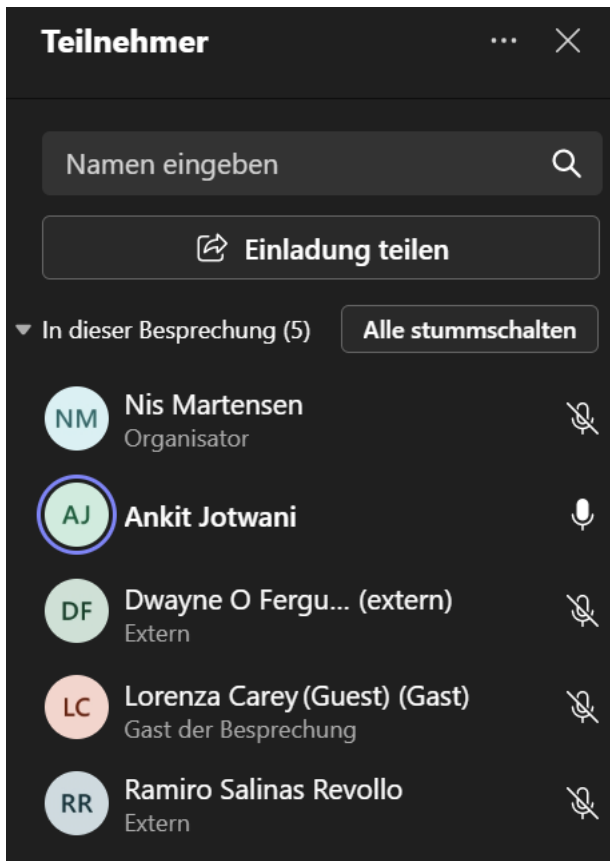 Teilnehmer
Namen eingeben
Einladung teilen
In dieser Besprechung (5) Alle stummschalten
NM Nis Martensen
Organisator
AJ Ankit Jotwani
DF Dwayne O Fergu... (extern)
Extern
LC Lorenza Carey (Guest) (Gast)
Gast der Besprechung
RR Ramiro Salinas Revollo
Extern